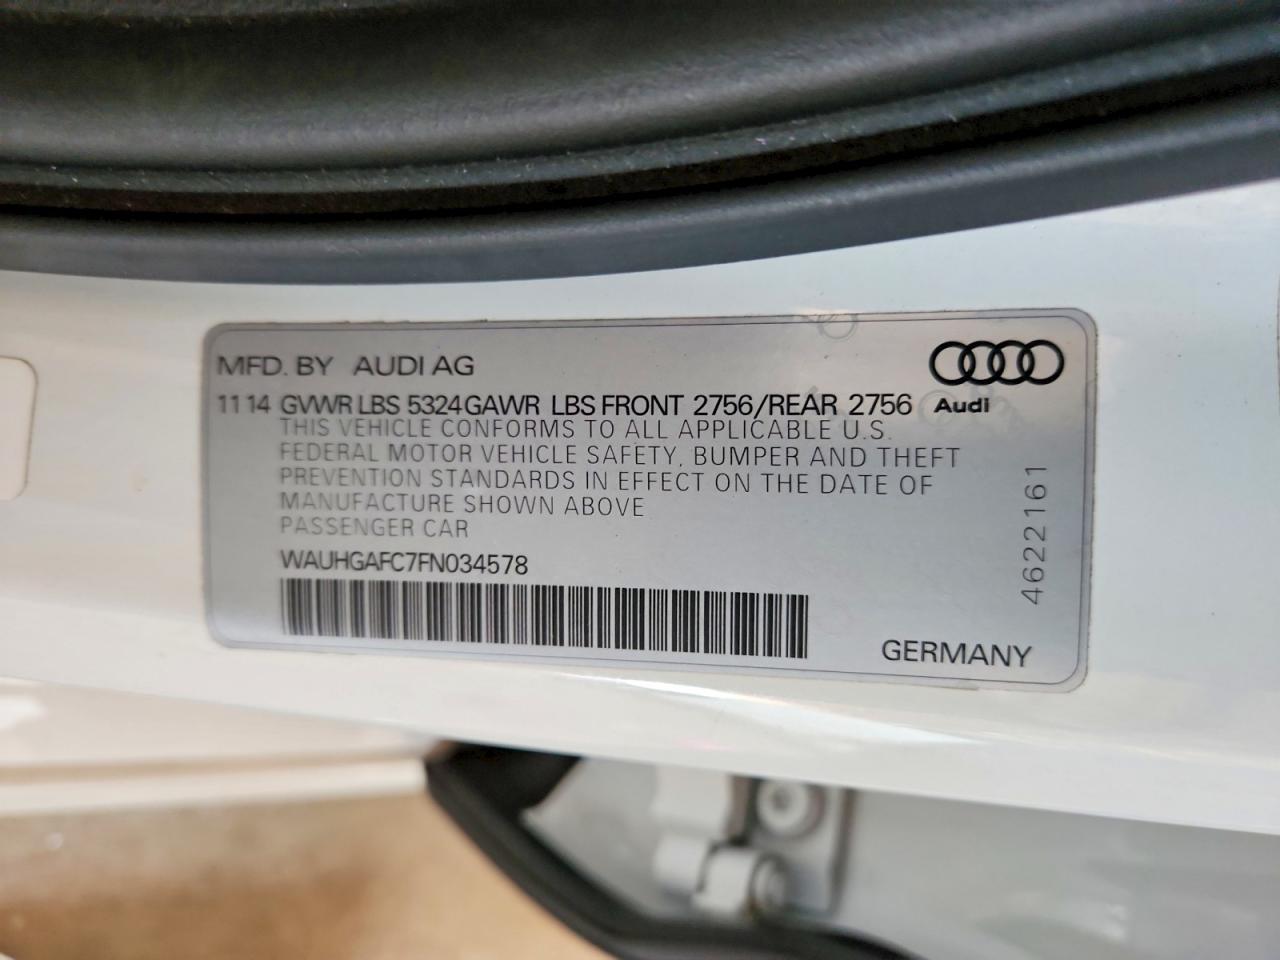 MFD. BY AUDI AG
11 14 GVWR LBS 5324 GAWR LBS FRONT 2756/REAR 2756
Audi
THIS VEHICLE CONFORMS TO ALL APPLICABLE U.S.
FEDERAL MOTOR VEHICLE SAFETY, BUMPER AND THEFT
PREVENTION STANDARDS IN EFFECT ON THE DATE OF
MANUFACTURE SHOWN ABOVE
PASSENGER CAR
WAUHGAFC7FN034578
GERMANY
4622161